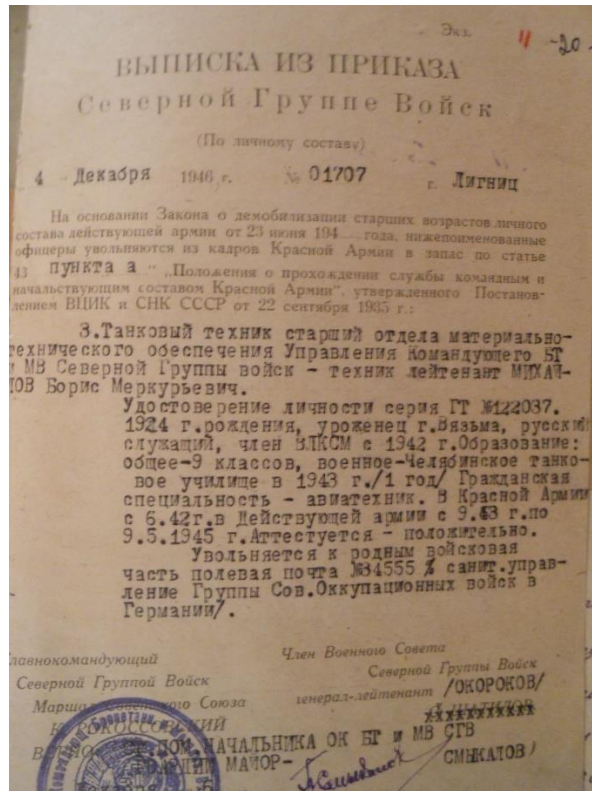 Экз.
11 -20-
ВЫПИСКА ИЗ ПРИКАЗА
Северной Группе Войск
(По личному составу)
4 Декабря 1946 г. № 01707 г. Лигниц
На основании Закона о демобилизации старших возрастов личного
состава действующей армии от 23 июня 194 года, нижепоименованные
офицеры увольняются из кадров Красной Армии в запас по статье
43 пункта а „Положения о прохождении службы командным и
начальствующим составом Красной Армии", утвержденного Постанов-
лением ВЦИК и СНК СССР от 22 сентября 1935 г.:
3.Танковый техник старший отдела материально-
технического обеспечения Управления Командующего БТ
и МВ Северной Группы войск - техник лейтенант МИХАЙ-
ЛОВ Борис Меркурьевич.
Удостоверение личности серия ГТ №122037.
1924 г.рождения, уроженец г.Вязьма, русский
служащий, член ВЛКСМ с 1942 г.Образование:
общее-9 классов, военное-Челябинское танко-
вое училище в 1943 г./1 год/ Гражданская
специальность - авиатехник. В Красной Армии
с 6.42г.в Действующей армии с 9.43 г.по
9.5.1945 г.Аттестуется - положительно.
Увольняется к родным войсковая
часть полевая почта №34555 % санит.управ-
ление Группы Сов.Оккупационных войск в
Германии/.
Главнокомандующий
Северной Группой Войск
Маршал Советского Союза
К. РОКОССОВСКИЙ
Член Военного Совета
Северной Группы Войск
генерал-лейтенант /ОКОРОКОВ/
ПОМ.НАЧАЛЬНИКА ОК БТ и МВ СГВ
ГВАРДИИ МАЙОР- СМЫКАЛОВ/